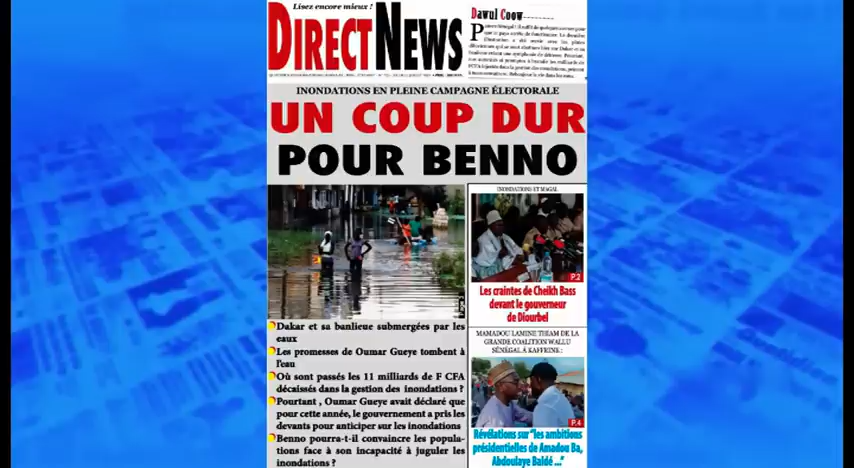 Lisez encore mieux !
DIRECT NEWS
Dawul Coow
INONDATIONS EN PLEINE CAMPAGNE ÉLECTORALE
UN COUP DUR
POUR BENNO
Dakar et sa banlieue submergées par les
eaux
Les promesses de Oumar Gueye tombent à
l'eau
Où sont passés les 11 milliards de F CFA
décaissés dans la gestion des inondations ?
Pourtant , Oumar Gueye avait déclaré que
pour cette année, le gouvernement a pris les
devants pour anticiper sur les inondations
Benno pourra-t-il convaincre les popula-
tions face à son incapacité à juguler les
inondations ?
INONDATIONS ET MAGAL
P.2
Les craintes de Cheikh Bass
devant le gouverneur
de Diourbel
MAMADOU LAMINE THIAM DE LA
GRANDE COALITION WALLU
SÉNÉGAL À KAFFRINE :
P.4
Révélations sur "les ambitions
présidentielles de Amadou Ba,
Abdoulaye Baldé ..."